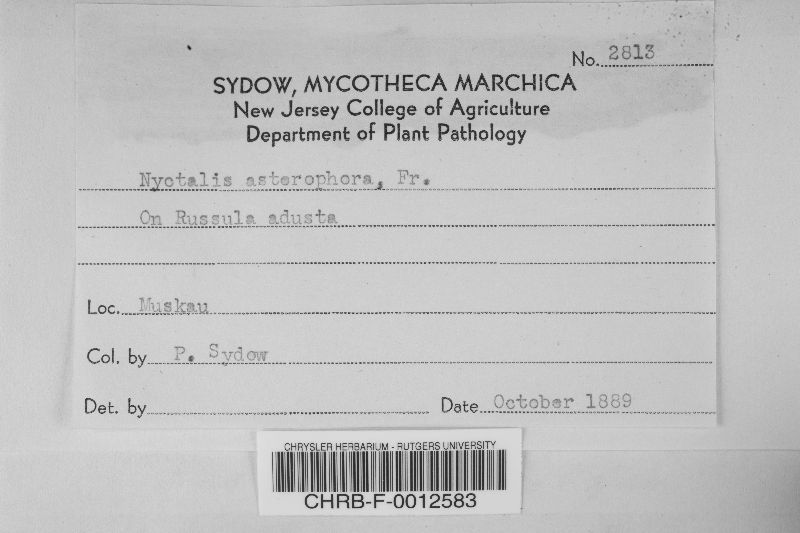 No. 2813
SYDOW, MYCOTHECA MARCHICA
New Jersey College of Agriculture
Department of Plant Pathology
Nyctalis asterophora, Fr.
On Russula adusta
Loc. Muskau
Col. by P. Sydow
Det. by Date October 1889
CHRYSLER HERBARIUM - RUTGERS UNIVERSITY
CHRB-F-0012583